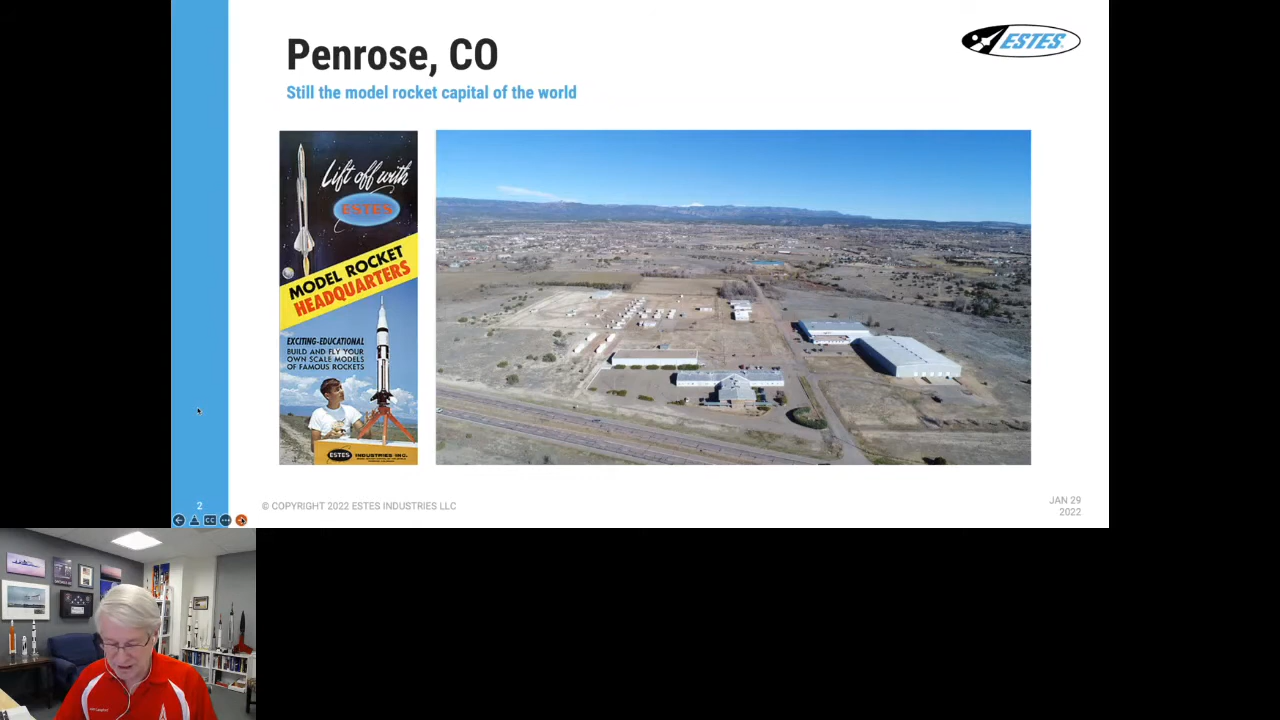 Penrose, CO
Still the model rocket capital of the world
ESTES
Lift off with
ESTES
MODEL ROCKET
HEADQUARTERS
EXCITING-EDUCATIONAL
BUILD AND FLY YOUR
OWN SCALE MODELS
OF FAMOUS ROCKETS
ESTES INDUSTRIES INC.
2
© COPYRIGHT 2022 ESTES INDUSTRIES LLC
JAN 29
2022
CC